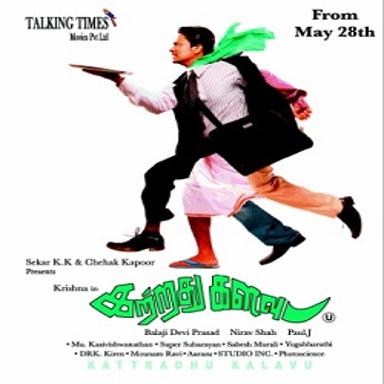 TALKING TIMES
Movies Pvt Ltd
From
May 28th
Sekar K.K & Chehak Kapoor
Presents
Krishna in
கற்றது களவு
U
Balaji Devi Prasad Nirav Shah Paul.J
• Mu. Kasivishwanathan • Super Subarayan • Sabesh Murali • Yugabharathi
• DRK. Kiren • Mounam Ravi • Aarasu • STUDIO INC. • Photoscience
KATTRADHU KALAVU